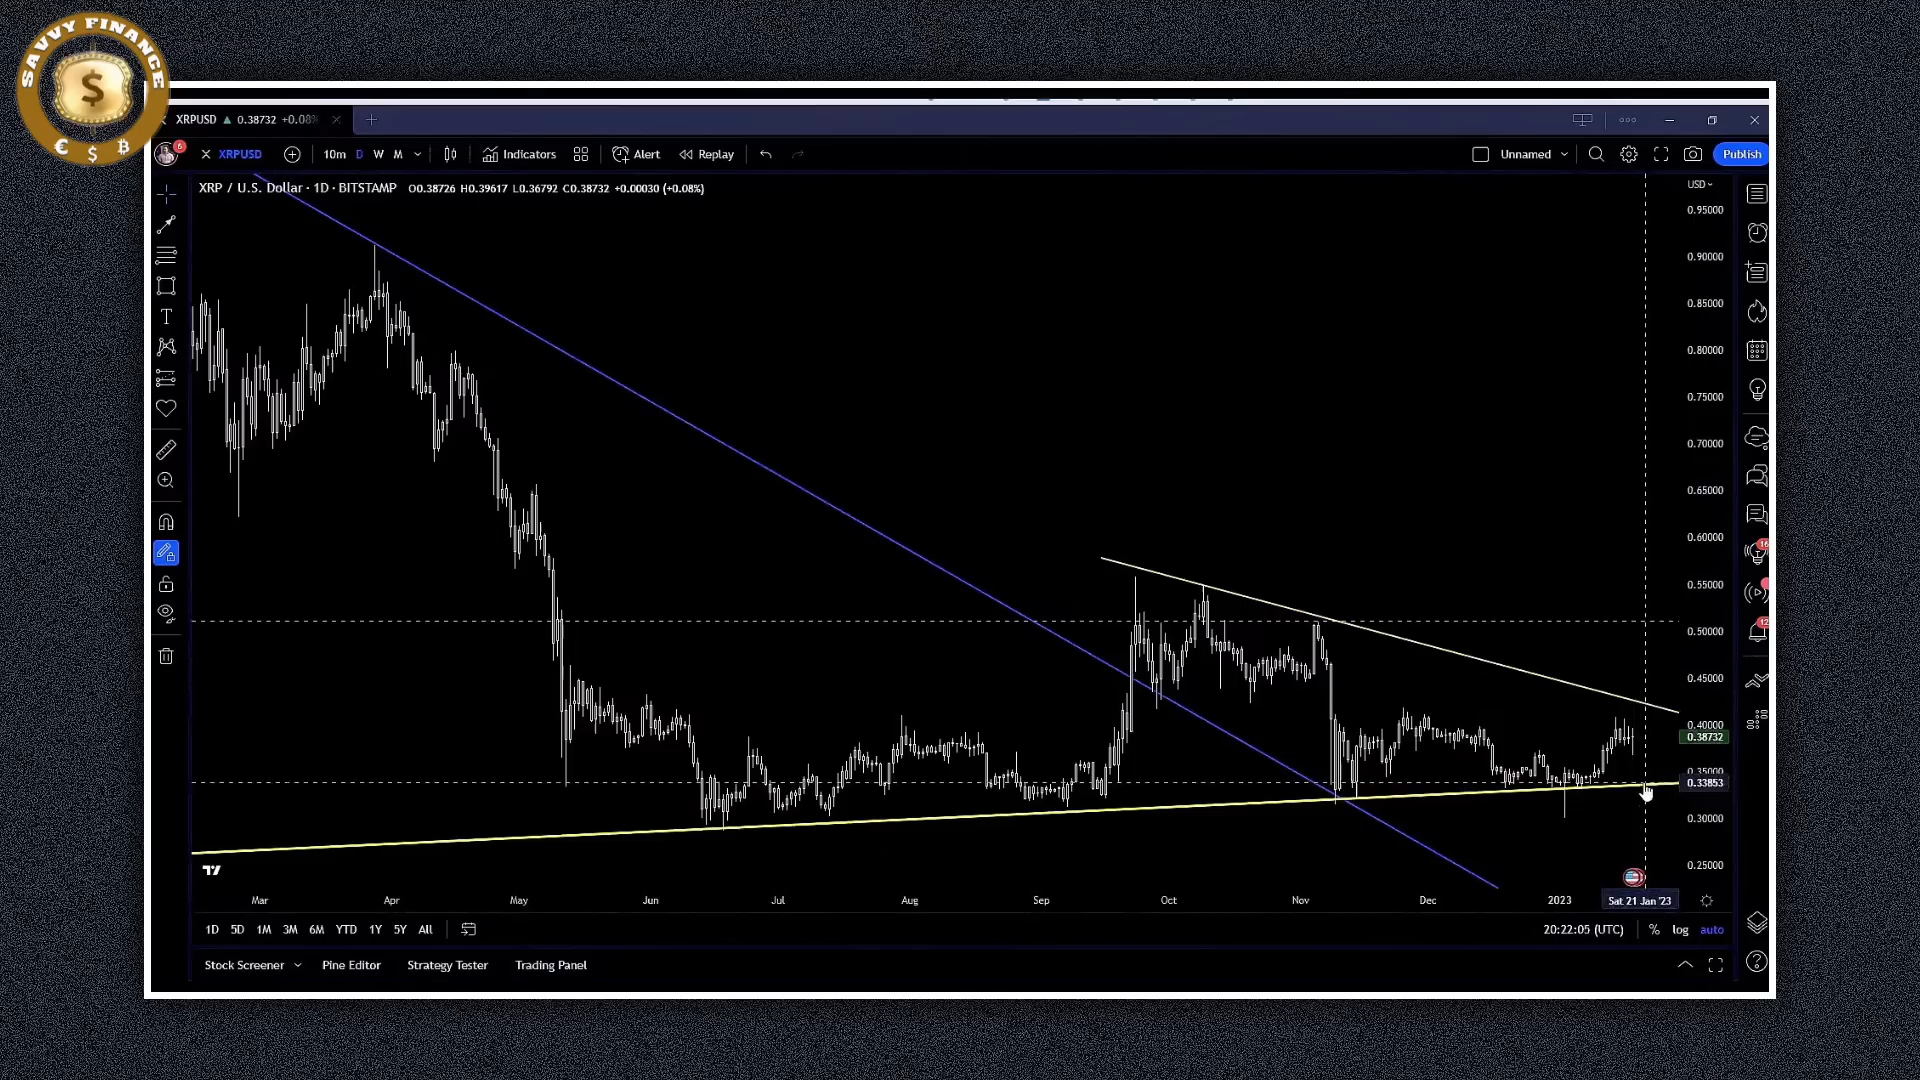 SAVVY FINANCE
$
€ $ ₿
XRPUSD ▲ 0.38732 +0.08%
6
XRPUSD
10m D W M
Indicators
Alert
Replay
Unnamed
Publish
XRP / U.S. Dollar · 1D · BITSTAMP O0.38726 H0.39617 L0.36792 C0.38732 +0.00030 (+0.08%)
USD
0.95000
0.90000
0.85000
0.80000
0.75000
0.70000
0.65000
0.60000
0.55000
0.50000
0.45000
0.40000
0.38732
0.35000
0.33853
0.30000
0.25000
16
12
Mar Apr May Jun Jul Aug Sep Oct Nov Dec 2023 Sat 21 Jan '23
1D 5D 1M 3M 6M YTD 1Y 5Y All
20:22:05 (UTC) % log auto
Stock Screener Pine Editor Strategy Tester Trading Panel